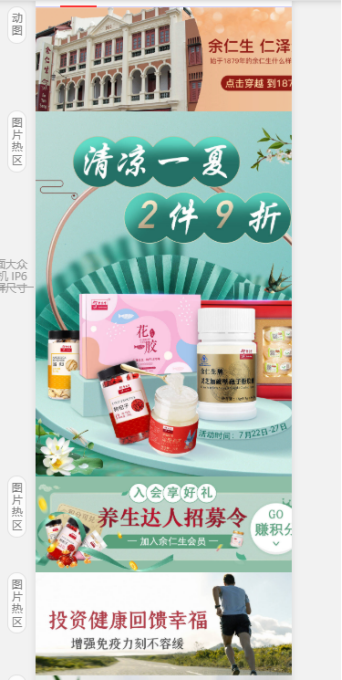 动图
余仁生 仁泽
始于1879年的余仁生什么样
点击穿越 到187
图片热区
清凉一夏
2件9折
面大众
机 IP6
屏尺寸
花胶
余仁生
活动时间：7月22日-27日
图片热区
入会享好礼
养生达人招募令
加入余仁生会员
GO
赚积分
图片热区
投资健康回馈幸福
增强免疫力刻不容缓